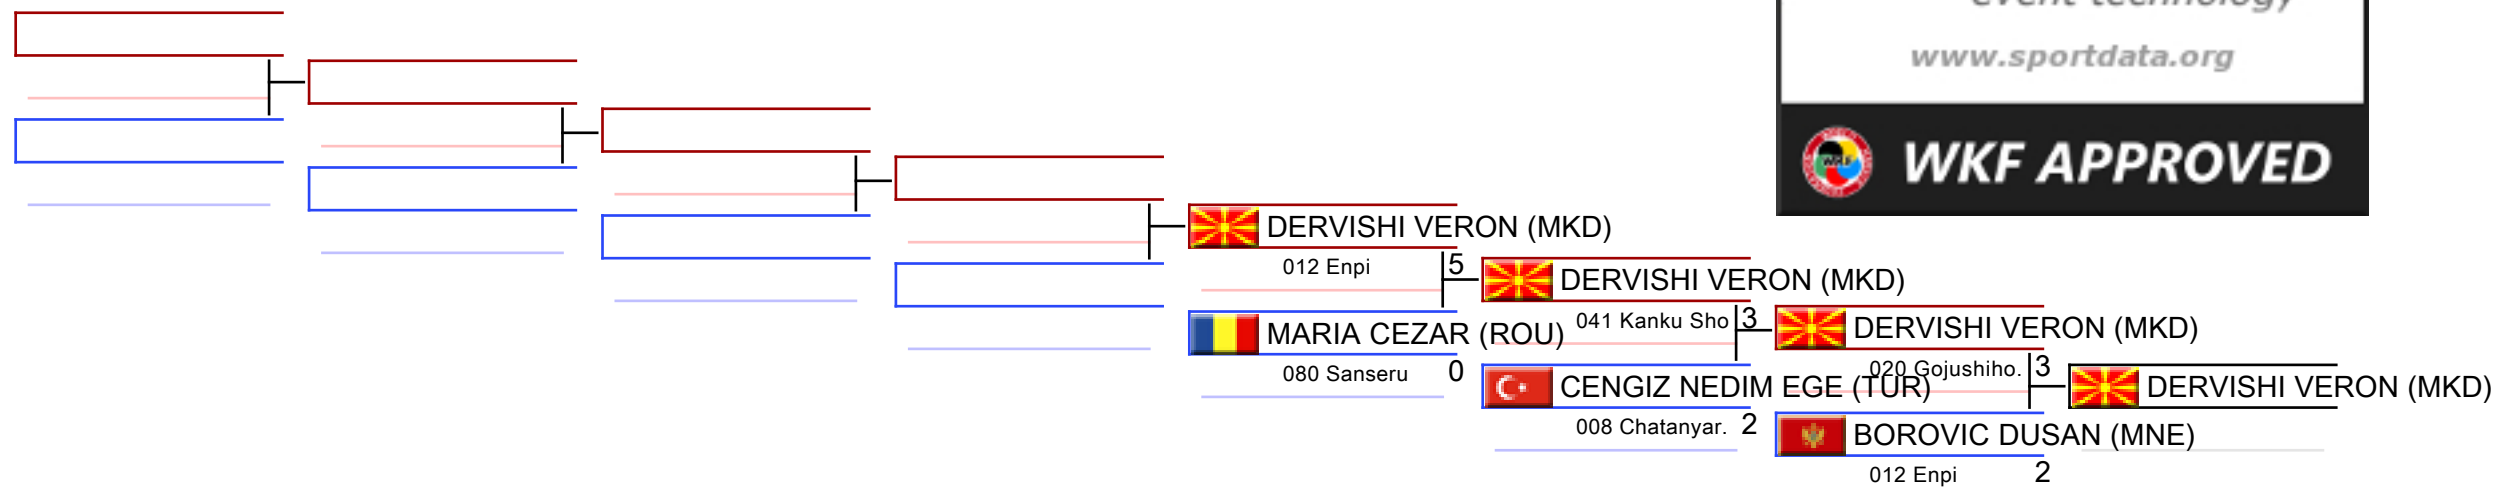 event technology
www.sportdata.org
WKF APPROVED
DERVISHI VERON (MKD)
012 Enpi
5
MARIA CEZAR (ROU)
080 Sanseru
0
DERVISHI VERON (MKD)
041 Kanku Sho
3
CENGIZ NEDIM EGE (TUR)
008 Chatanyar.
2
DERVISHI VERON (MKD)
020 Gojushiho.
3
BOROVIC DUSAN (MNE)
012 Enpi
2
DERVISHI VERON (MKD)